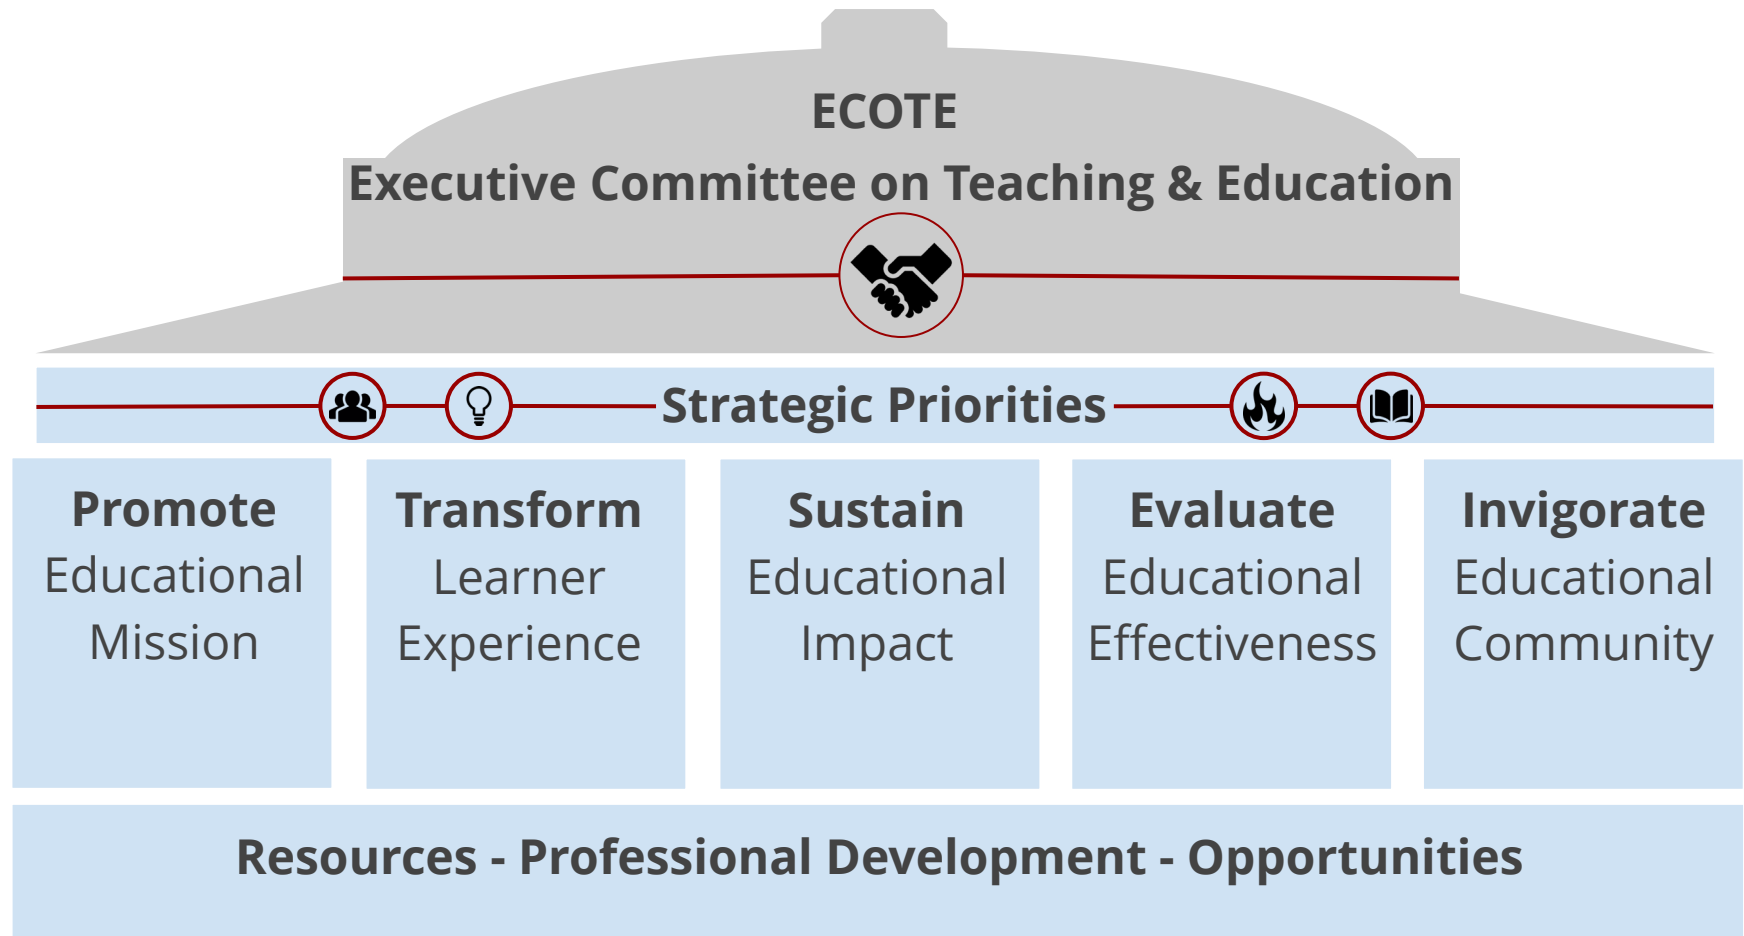 ECOTE
Executive Committee on Teaching & Education
Strategic Priorities
Promote
Educational
Mission
Transform
Learner
Experience
Sustain
Educational
Impact
Evaluate
Educational
Effectiveness
Invigorate
Educational
Community
Resources - Professional Development - Opportunities